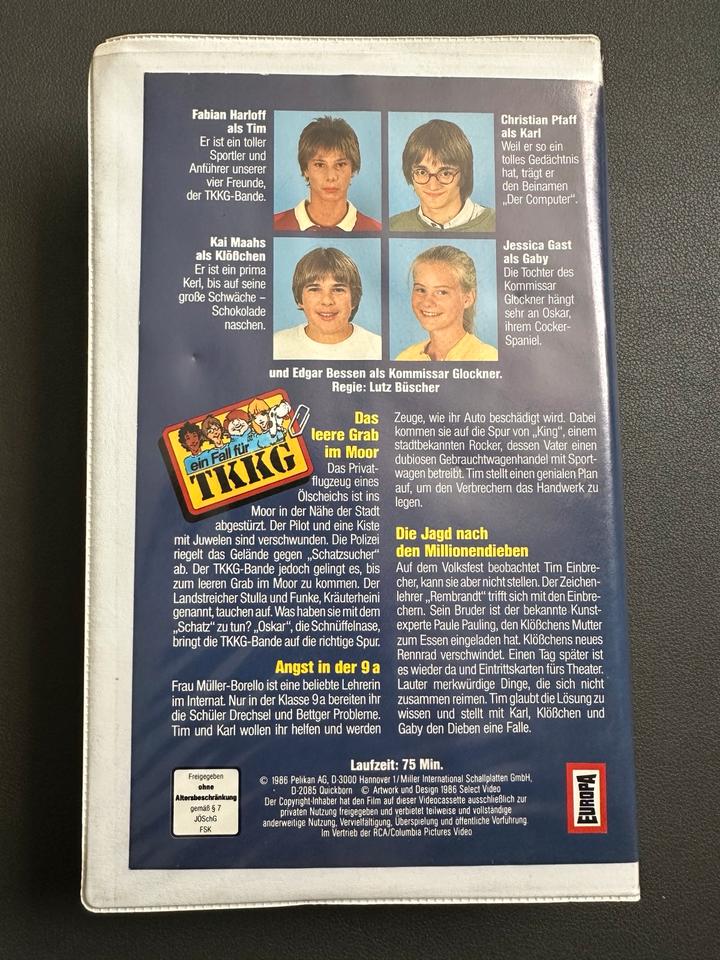 Fabian Harloff
als Tim
Er ist ein toller
Sportler und
Anführer unserer
vier Freunde,
der TKKG-Bande.
Christian Pfaff
als Karl
Weil er so ein
tolles Gedächtnis
hat, trägt er
den Beinamen
„Der Computer“.
Kai Maahs
als Klößchen
Er ist ein prima
Kerl, bis auf seine
große Schwäche –
Schokolade
naschen.
Jessica Gast
als Gaby
Die Tochter des
Kommissar
Glockner hängt
sehr an Oskar,
ihrem Cocker-
Spaniel.
und Edgar Bessen als Kommissar Glockner.
Regie: Lutz Büscher
ein Fall für
TKKG
Das
leere Grab
im Moor
Das Privat-
flugzeug eines
Ölscheichs ist ins
Moor in der Nähe der Stadt
abgestürzt. Der Pilot und eine Kiste
mit Juwelen sind verschwunden. Die Polizei
riegelt das Gelände gegen „Schatzsucher“
ab. Der TKKG-Bande jedoch gelingt es, bis
zum leeren Grab im Moor zu kommen. Der
Landstreicher Stulla und Funke, Kräuterheini
genannt, tauchen auf. Was haben sie mit dem
„Schatz“ zu tun? „Oskar“, die Schnüffelnase,
bringt die TKKG-Bande auf die richtige Spur.
Angst in der 9 a
Frau Müller-Borello ist eine beliebte Lehrerin
im Internat. Nur in der Klasse 9 a bereiten ihr
die Schüler Drechsel und Bettger Probleme.
Tim und Karl wollen ihr helfen und werden
Zeuge, wie ihr Auto beschädigt wird. Dabei
kommen sie auf die Spur von „King“, einem
stadtbekannten Rocker, dessen Vater einen
dubiosen Gebrauchtwagenhandel mit Sport-
wagen betreibt. Tim stellt einen genialen Plan
auf, um den Verbrechern das Handwerk zu
legen.
Die Jagd nach
den Millionendieben
Auf dem Volksfest beobachtet Tim Einbre-
cher, kann sie aber nicht stellen. Der Zeichen-
lehrer „Rembrandt“ trifft sich mit den Einbre-
chern. Sein Bruder ist der bekannte Kunst-
experte Paule Pauling, den Klößchens Mutter
zum Essen eingeladen hat. Klößchens neues
Rennrad verschwindet. Einen Tag später ist
es wieder da und Eintrittskarten fürs Theater.
Lauter merkwürdige Dinge, die sich nicht
zusammen reimen. Tim glaubt die Lösung zu
wissen und stellt mit Karl, Klößchen und
Gaby den Dieben eine Falle.
Laufzeit: 75 Min.
© 1986 Pelikan AG, D-3000 Hannover 1/Miller International Schallplatten GmbH,
D-2085 Quickborn © Artwork und Design 1986 Select Video
Der Copyright-Inhaber hat den Film auf dieser Videocassette ausschließlich zur
privaten Nutzung freigegeben und verbietet teilweise und vollständige
anderweitige Nutzung, Vervielfältigung, Überspielung und öffentliche Vorführung.
Im Vertrieb der RCA/Columbia Pictures Video
Freigegeben
ohne
Altersbeschränkung
gemäß § 7
JÖSchG
FSK
EUROPA